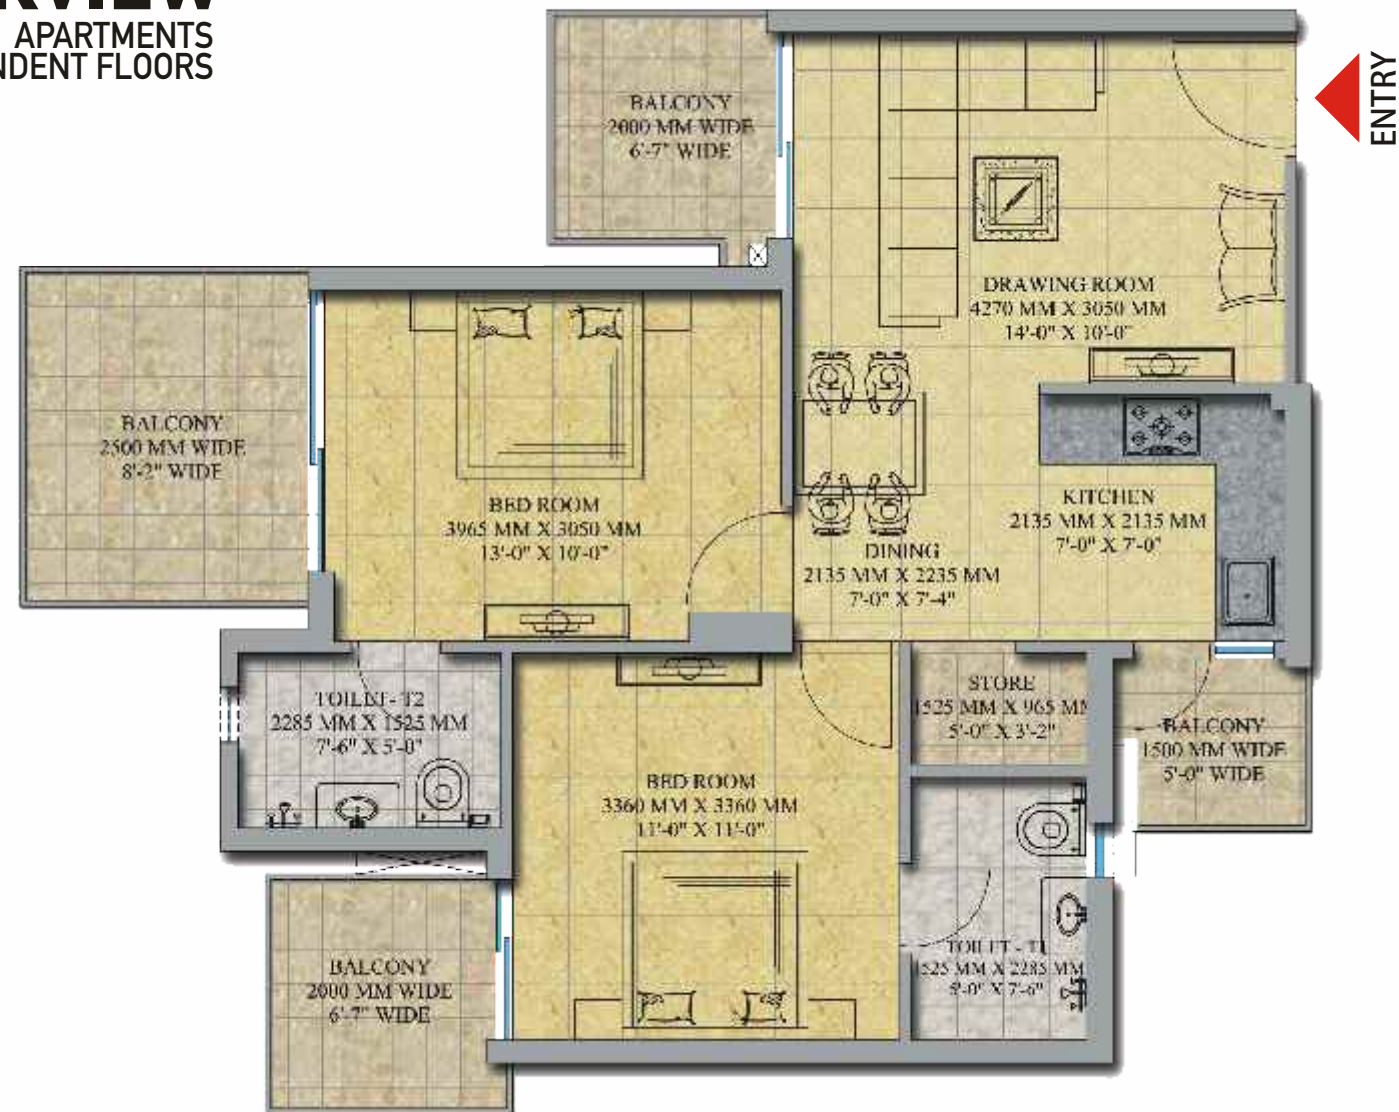 APARTMENTS
NDENT FLOORS
ENTRY
BALCONY
2000 MM WIDE
6'-7" WIDE
DRAWING ROOM
4270 MM X 3050 MM
14'-0" X 10'-0"
BALCONY
2500 MM WIDE
8'-2" WIDE
BED ROOM
3965 MM X 3050 MM
13'-0" X 10'-0"
KITCHEN
2135 MM X 2135 MM
7'-0" X 7'-0"
DINING
2135 MM X 2235 MM
7'-0" X 7'-4"
TOILET- T2
2285 MM X 1525 MM
7'-6" X 5'-0"
STORE
1525 MM X 965 MM
5'-0" X 3'-2"
BALCONY
1500 MM WIDE
5'-0" WIDE
BED ROOM
3360 MM X 3360 MM
11'-0" X 11'-0"
TOILET - T1
1525 MM X 2285 MM
5'-0" X 7'-6"
BALCONY
2000 MM WIDE
6'-7" WIDE